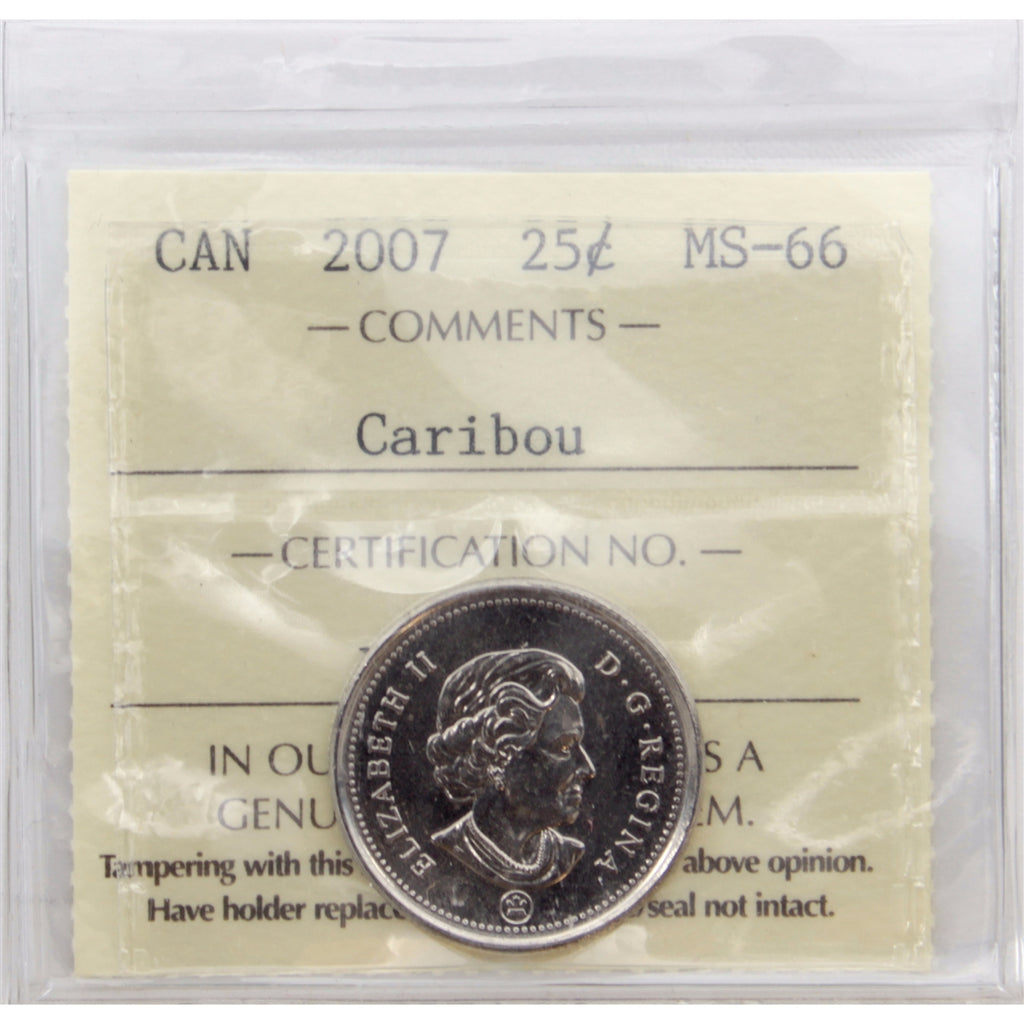 CAN 2007 25¢ MS-66
— COMMENTS —
Caribou
— CERTIFICATION NO. —
ELIZABETH II D·G·REGINA
IN OU S A
GENU EM.
Tampering with this above opinion.
Have holder replac seal not intact.